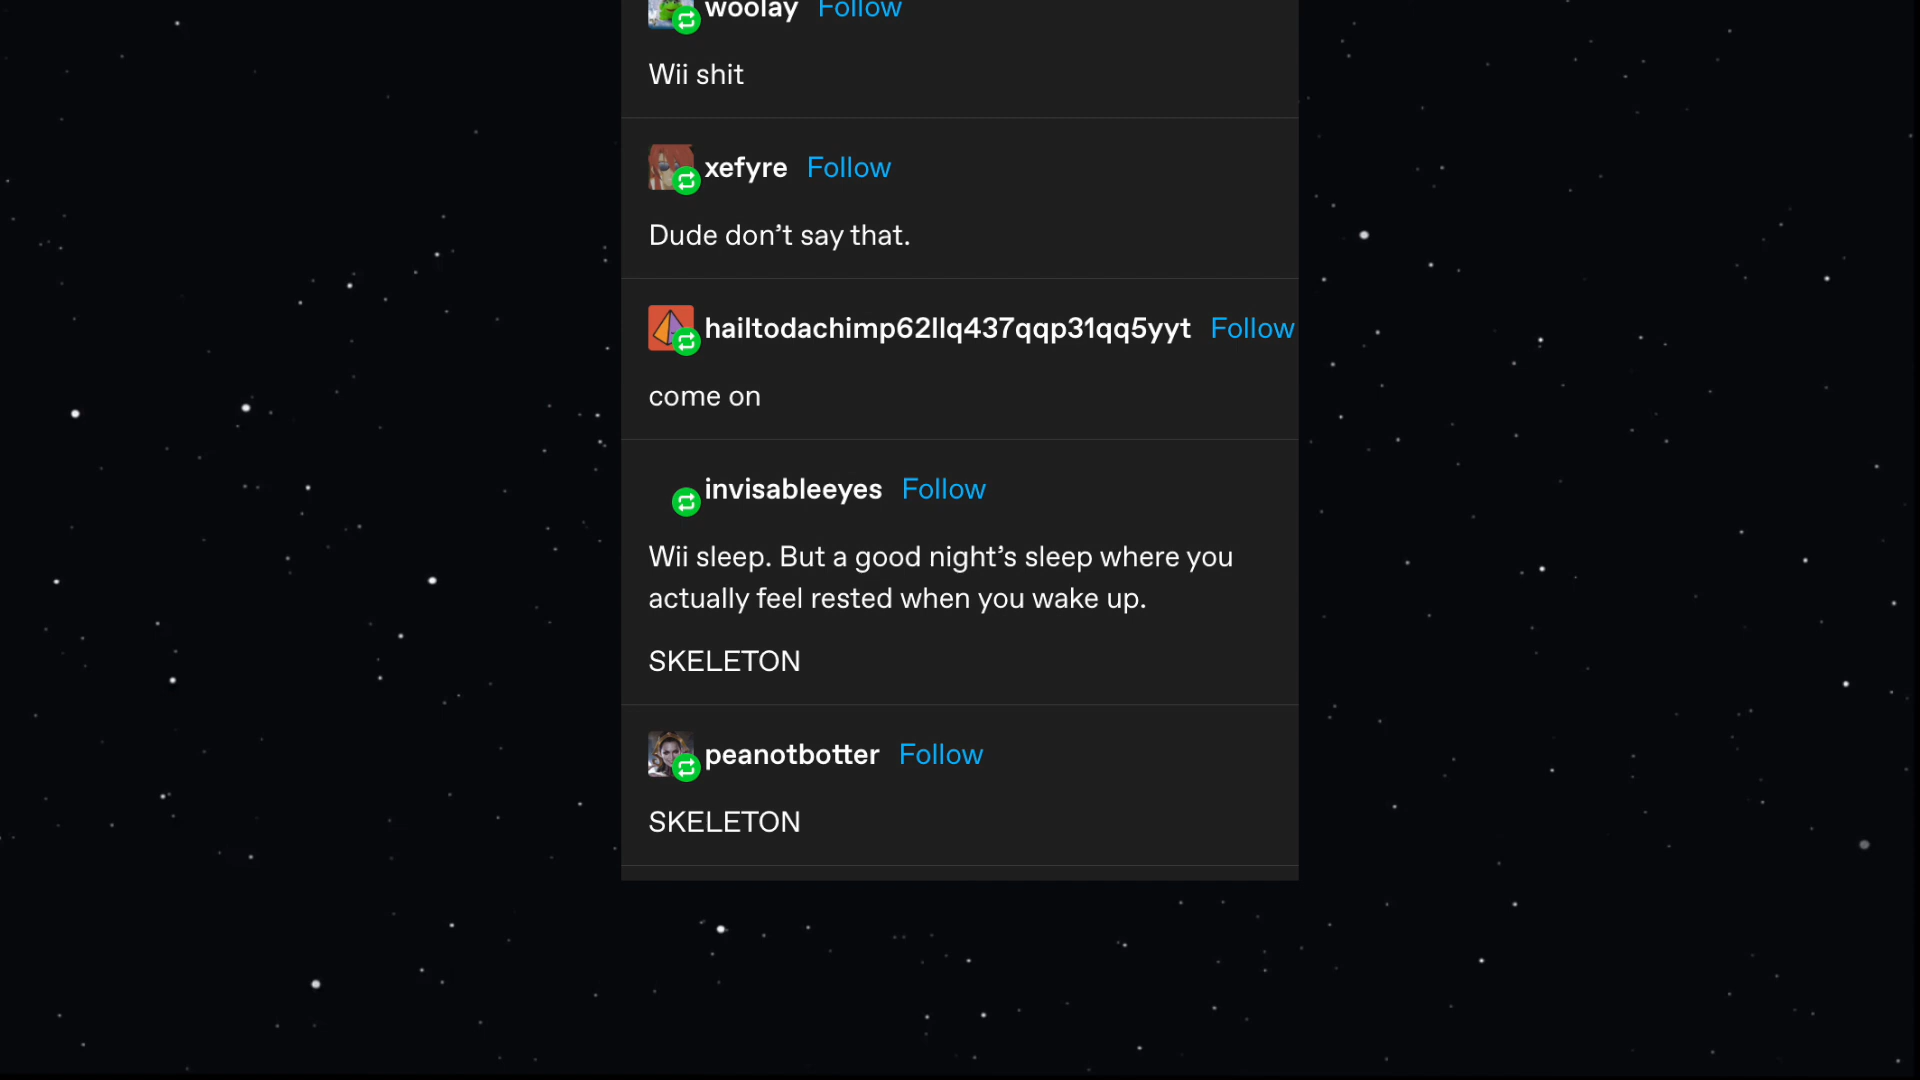 woolay Follow
Wii shit
xefyre Follow
Dude don’t say that.
hailtodachimp62llq437qqp31qq5yyt Follow
come on
invisableeyes Follow
Wii sleep. But a good night’s sleep where you
actually feel rested when you wake up.
SKELETON
peanotbotter Follow
SKELETON